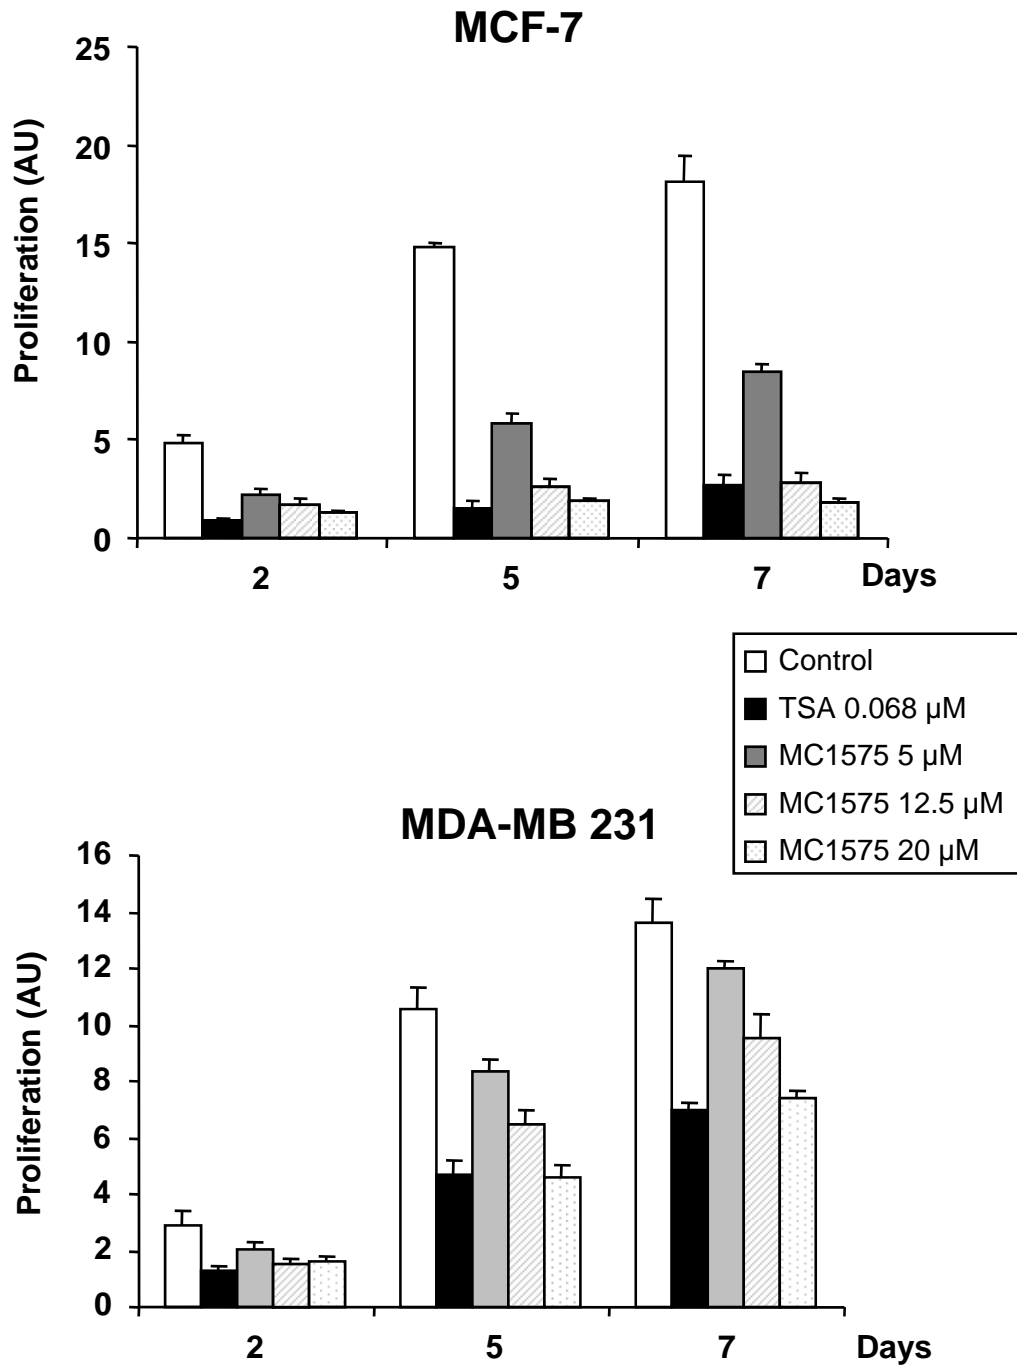 MCF-7
Proliferation (AU)
25
20
15
10
5
0
2 5 7 Days
Control
TSA 0.068 µM
MC1575 5 µM
MC1575 12.5 µM
MC1575 20 µM
MDA-MB 231
Proliferation (AU)
16
14
12
10
8
6
4
2
0
2 5 7 Days